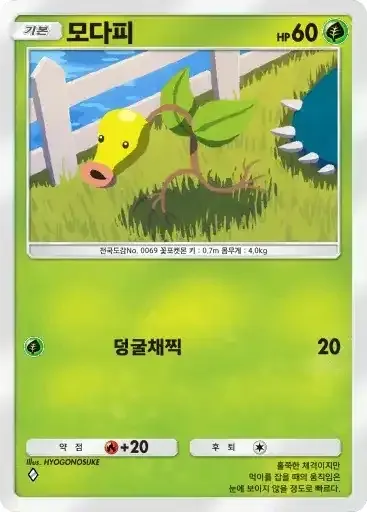 기본 모다피 HP60
전국도감No. 0069 꽃포켓몬 키 : 0.7m 몸무게 : 4.0kg
덩굴채찍 20
약점 +20 후퇴
Illus. HYOGONOSUKE
홀쭉한 체격이지만
먹이를 잡을 때의 움직임은
눈에 보이지 않을 정도로 빠르다.